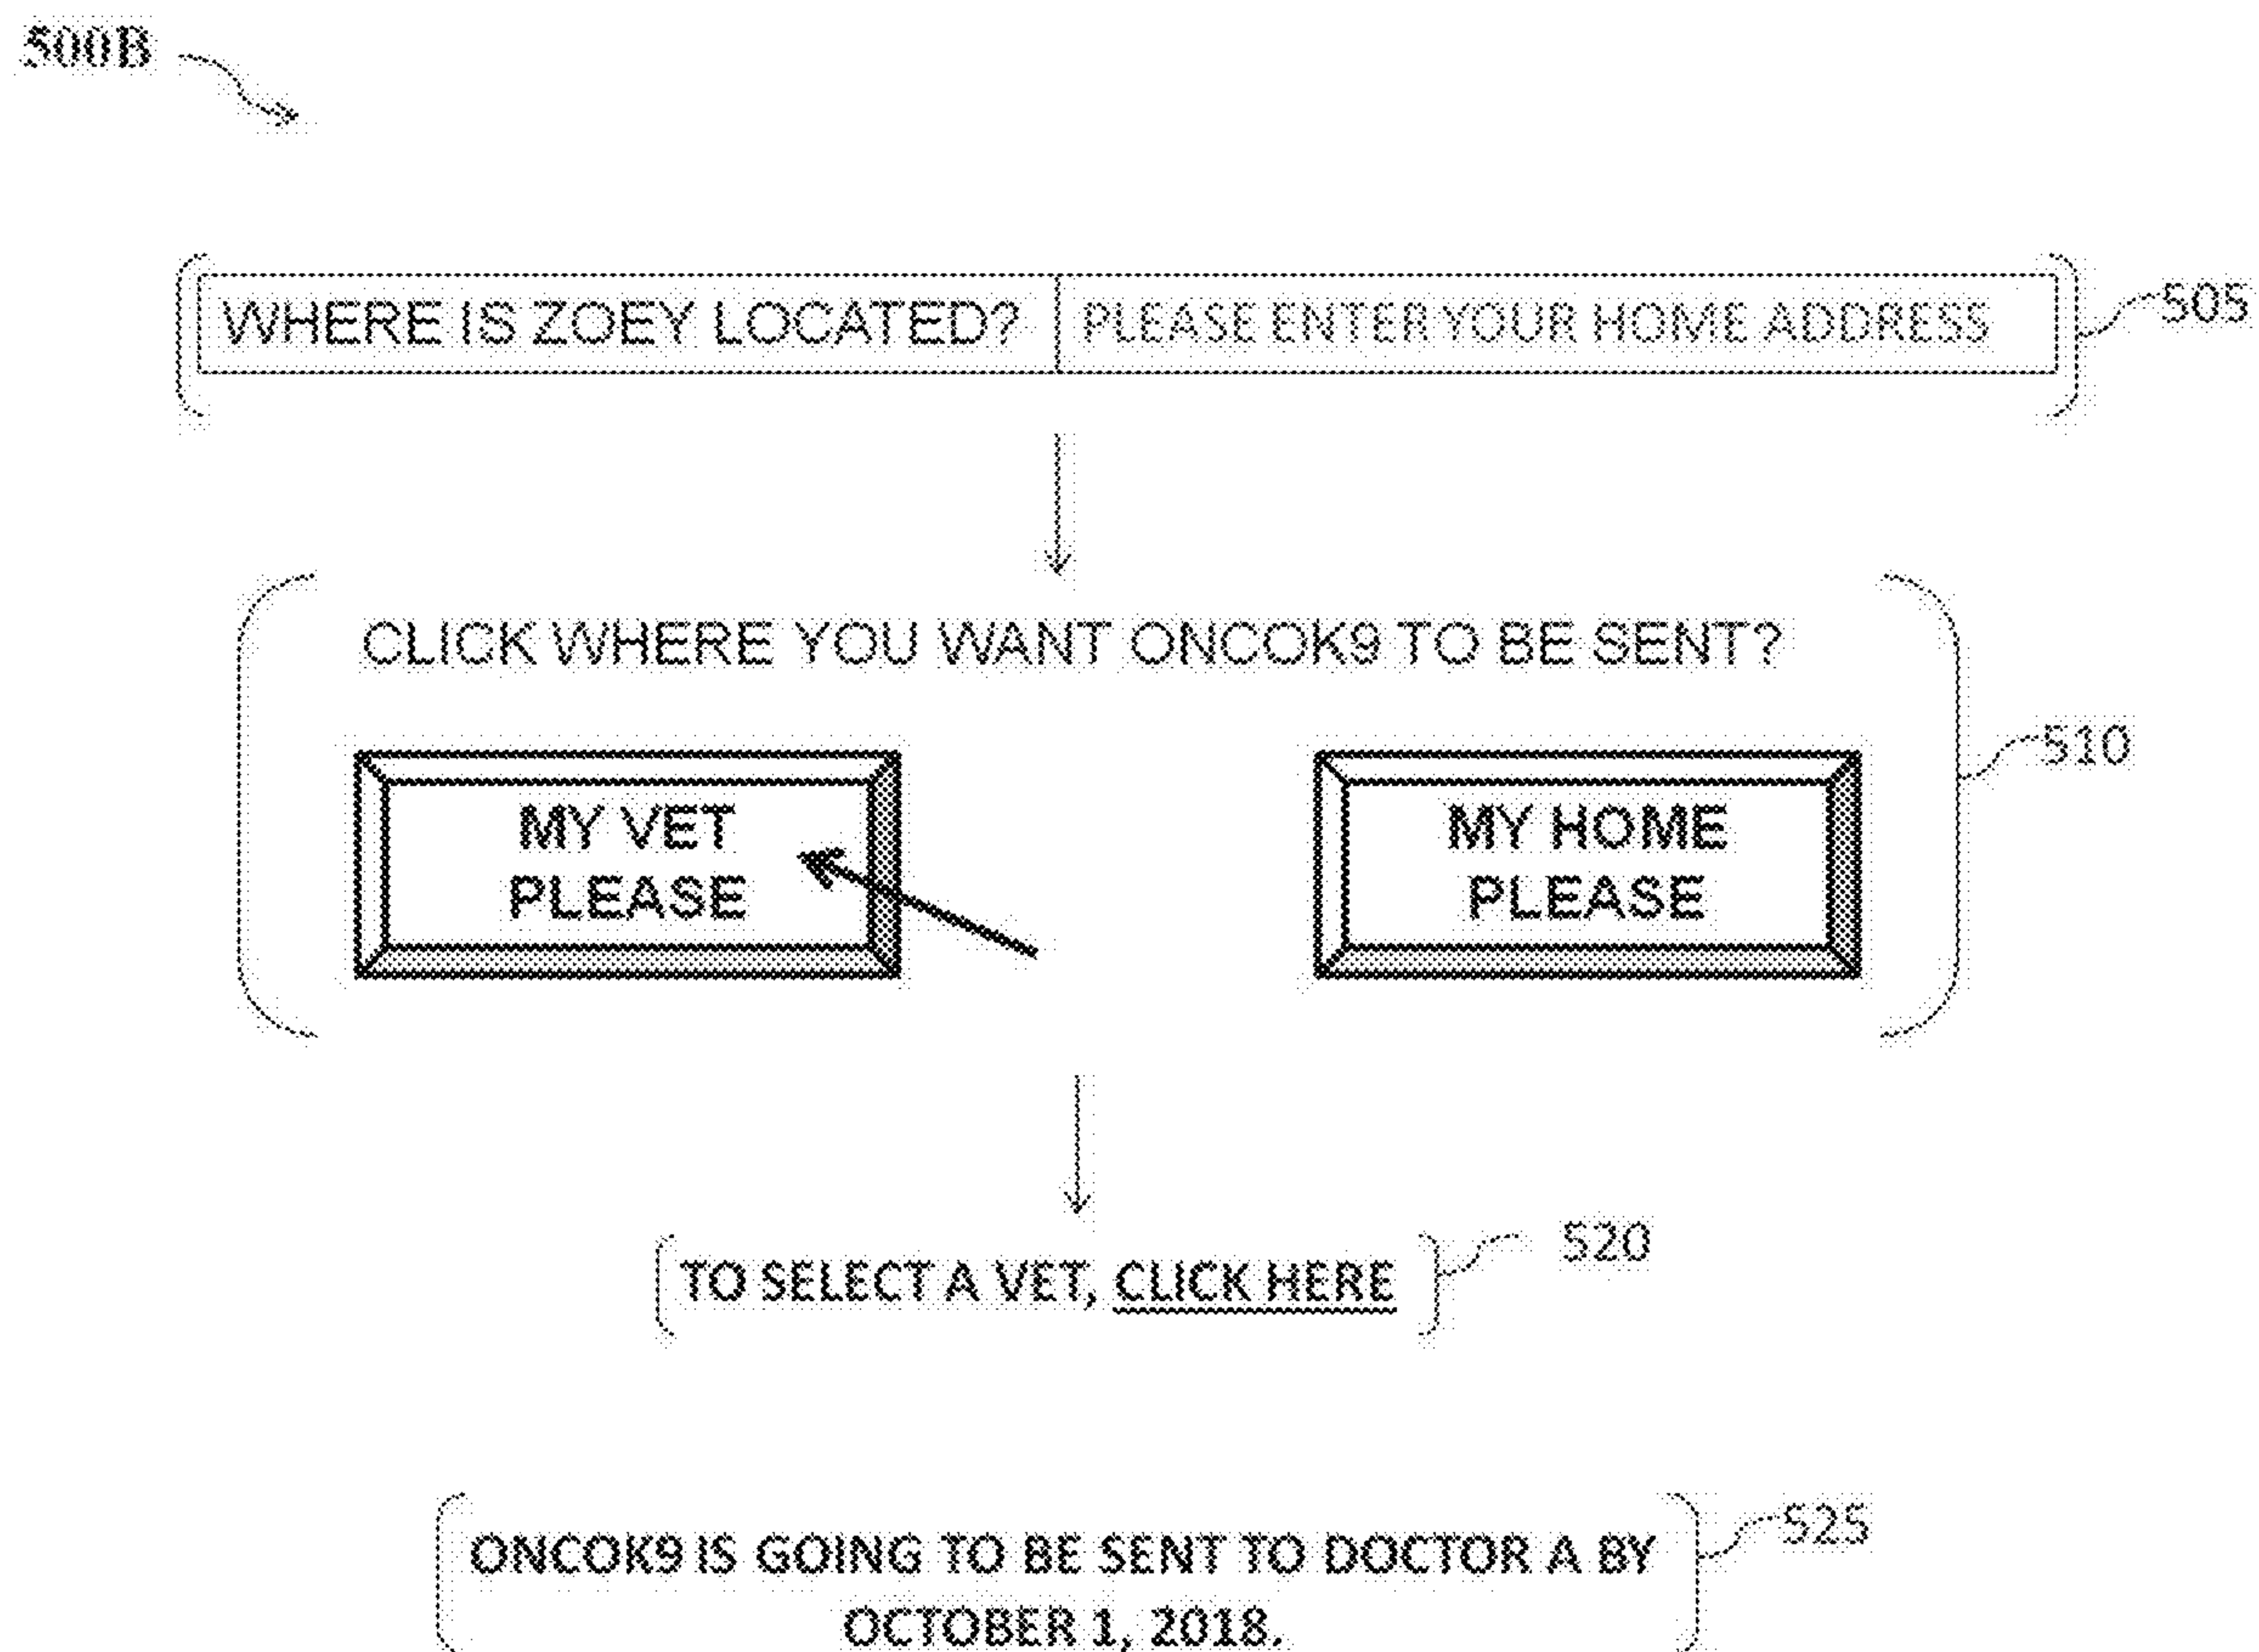 500B
WHERE IS ZOEY LOCATED? PLEASE ENTER YOUR HOME ADDRESS 505
CLICK WHERE YOU WANT ONCOK9 TO BE SENT?
510
MY VET
PLEASE
MY HOME
PLEASE
TO SELECT A VET, CLICK HERE 520
ONCOK9 IS GOING TO BE SENT TO DOCTOR A BY 525
OCTOBER 1, 2018.